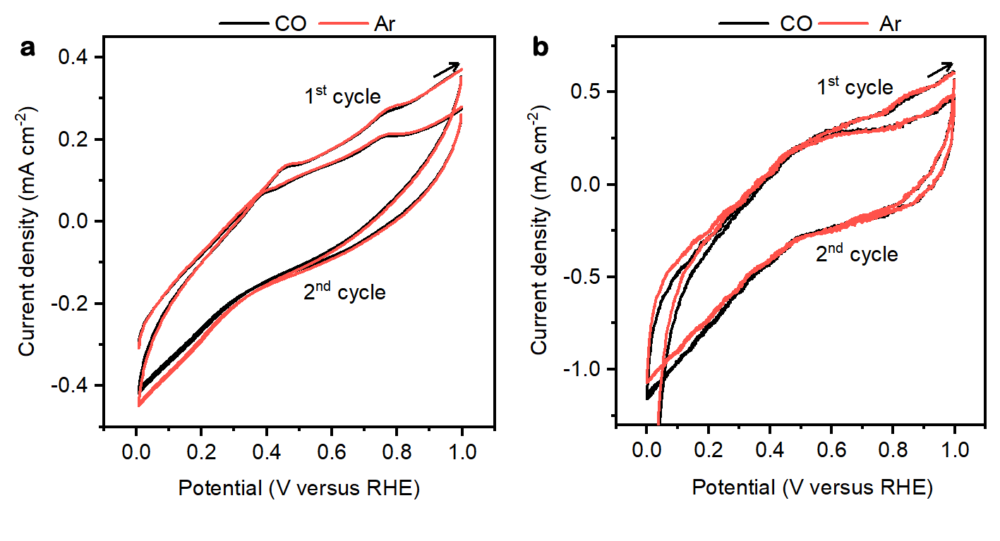 CO Ar
a
0.4
0.2
0.0
-0.2
-0.4
0.0 0.2 0.4 0.6 0.8 1.0
Current density (mA cm-2)
Potential (V versus RHE)
1st cycle
2nd cycle
CO Ar
b
0.5
0.0
-0.5
-1.0
0.0 0.2 0.4 0.6 0.8 1.0
Current density (mA cm-2)
Potential (V versus RHE)
1st cycle
2nd cycle